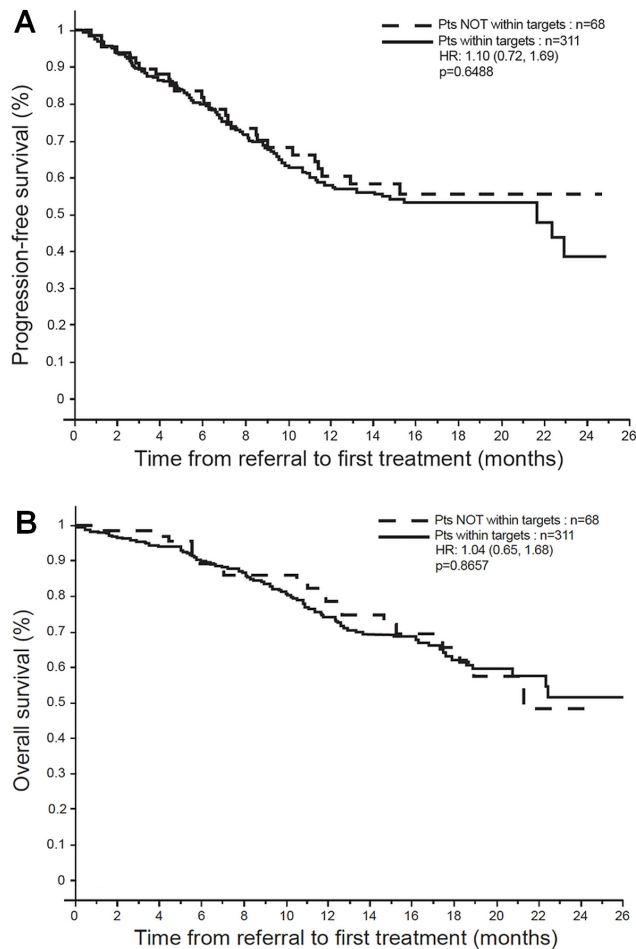 A
Pts NOT within targets : n=68
Pts within targets : n=311
HR: 1.10 (0.72, 1.69)
p=0.6488
Progression-free survival (%)
1
0.9
0.8
0.7
0.6
0.5
0.4
0.3
0.2
0.1
0
0 2 4 6 8 10 12 14 16 18 20 22 24 26
Time from referral to first treatment (months)
B
Pts NOT within targets : n=68
Pts within targets : n=311
HR: 1.04 (0.65, 1.68)
p=0.8657
Overall survival (%)
1
0.9
0.8
0.7
0.6
0.5
0.4
0.3
0.2
0.1
0
0 2 4 6 8 10 12 14 16 18 20 22 24 26
Time from referral to first treatment (months)